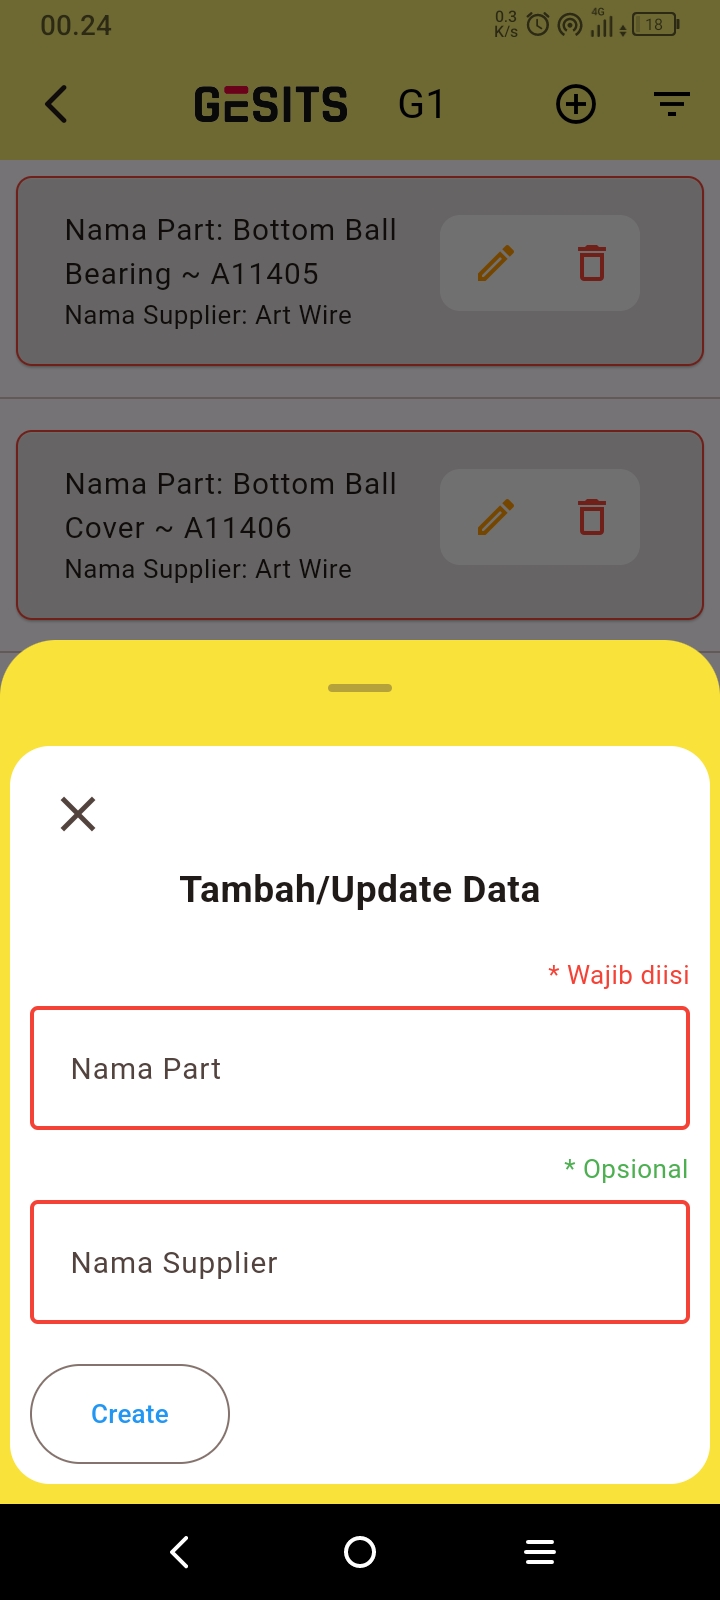 00.24
0.3
K/s
4G
18
GESITS G1
Nama Part: Bottom Ball
Bearing ~ A11405
Nama Supplier: Art Wire
Nama Part: Bottom Ball
Cover ~ A11406
Nama Supplier: Art Wire
Tambah/Update Data
* Wajib diisi
Nama Part
* Opsional
Nama Supplier
Create